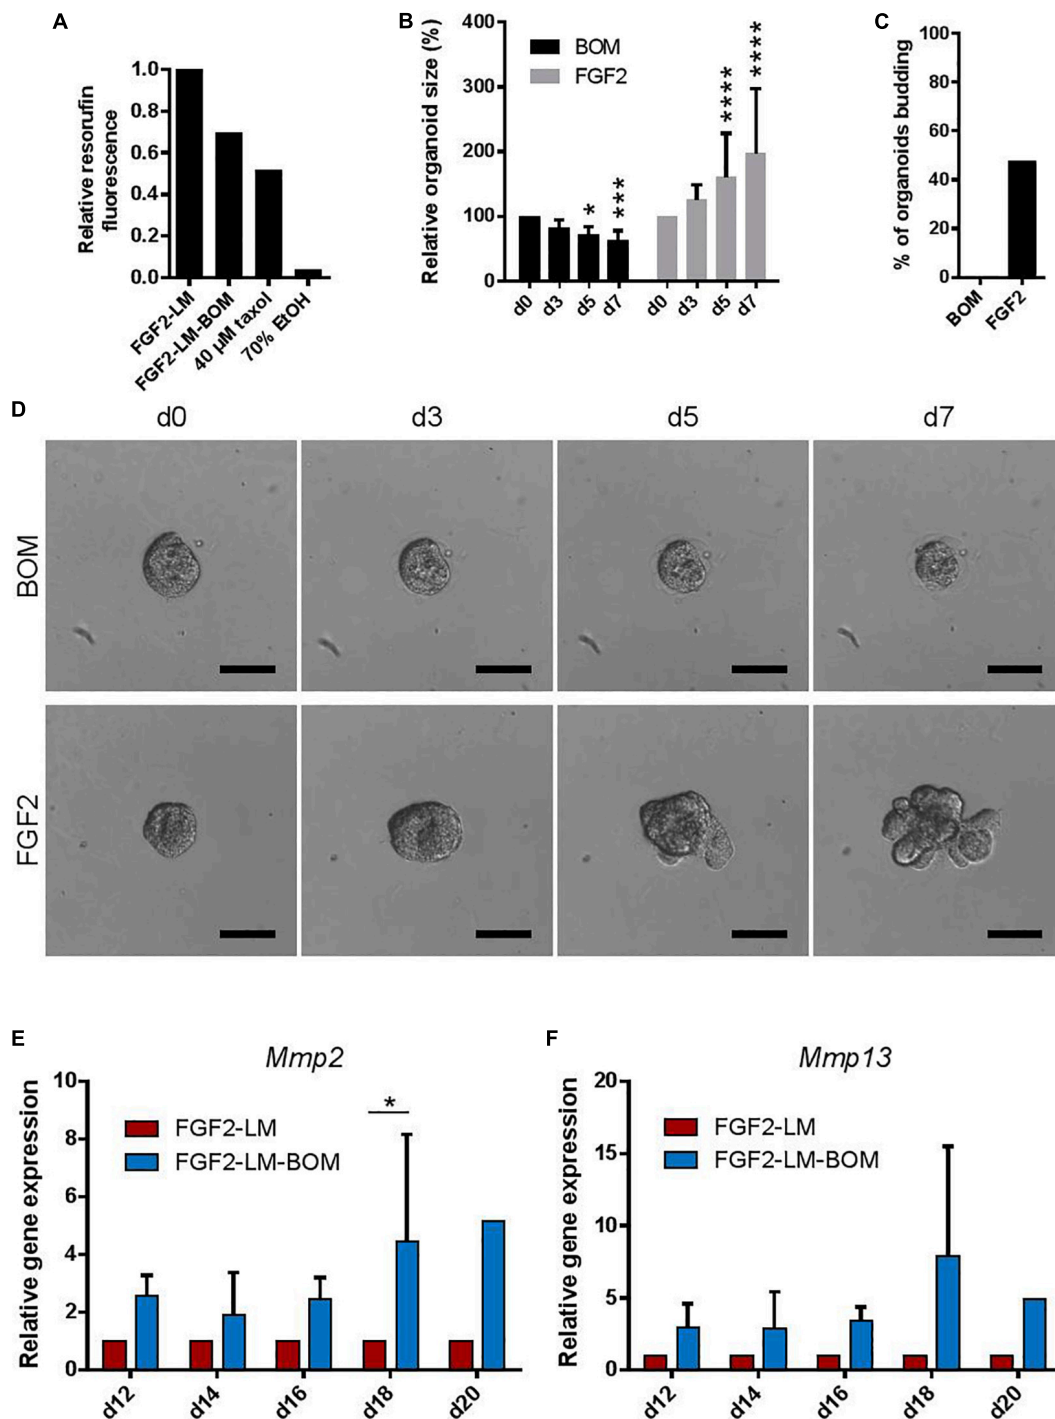 A
Relative resorufin
fluorescence
1.0
0.8
0.6
0.4
0.2
0.0
FGF2-LM
FGF2-LM-BOM
40 µM taxol
70% EtOH
B
Relative organoid size (%)
400
300
200
100
0
BOM
FGF2
*
***
****
****
d0
d3
d5
d7
d0
d3
d5
d7
C
% of organoids budding
100
80
60
40
20
0
BOM
FGF2
D
d0
d3
d5
d7
BOM
FGF2
E
Mmp2
Relative gene expression
10
8
6
4
2
0
FGF2-LM
FGF2-LM-BOM
*
d12
d14
d16
d18
d20
F
Mmp13
Relative gene expression
20
15
10
5
0
FGF2-LM
FGF2-LM-BOM
d12
d14
d16
d18
d20